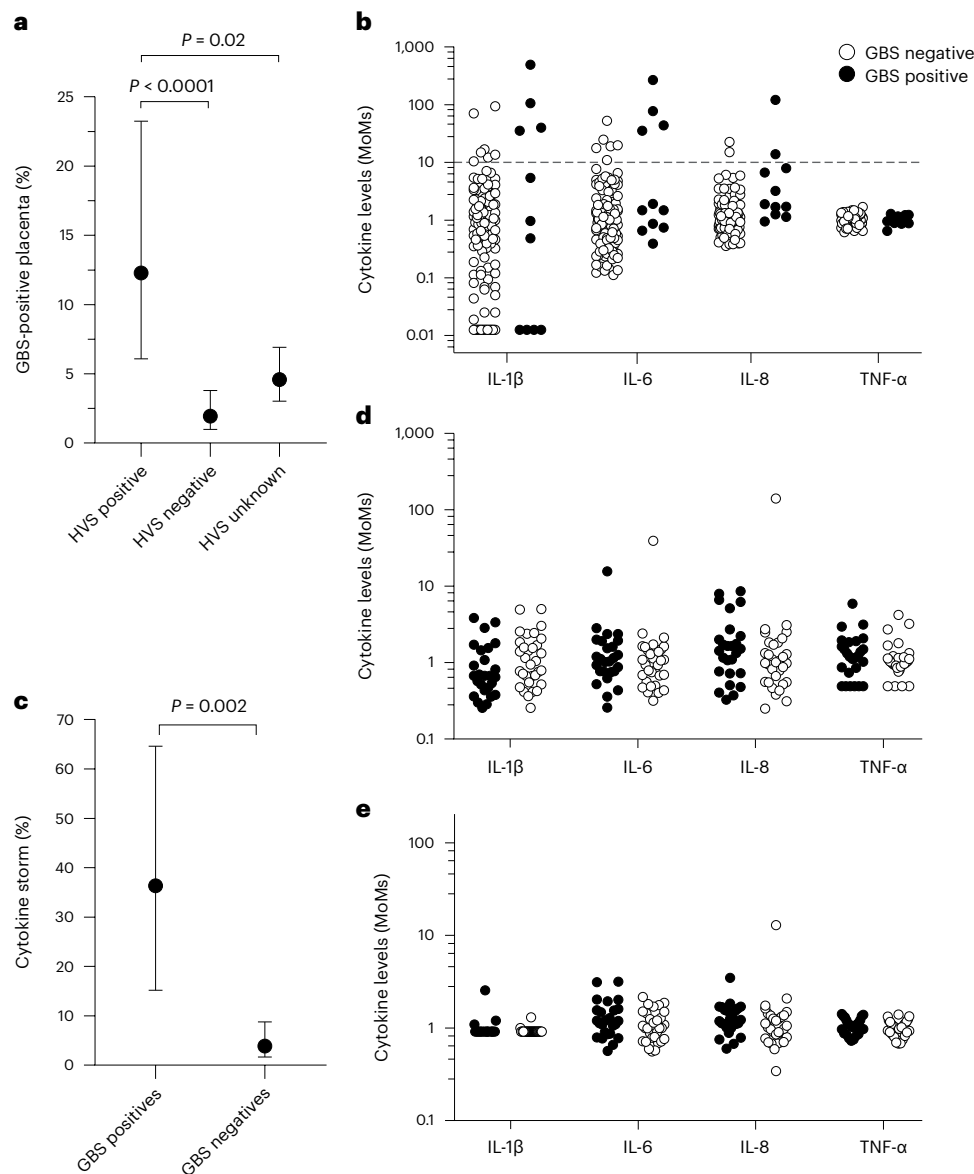 a
P = 0.02
P < 0.0001
25
20
15
10
5
0
GBS-positive placenta (%)
HVS positive
HVS negative
HVS unknown
b
GBS negative
GBS positive
1,000
100
10
1
0.1
0.01
Cytokine levels (MoMs)
IL-1β IL-6 IL-8 TNF-α
c
P = 0.002
70
60
50
40
30
20
10
0
Cytokine storm (%)
GBS positives
GBS negatives
d
1,000
100
10
1
0.1
Cytokine levels (MoMs)
IL-1β IL-6 IL-8 TNF-α
e
100
10
1
0.1
Cytokine levels (MoMs)
IL-1β IL-6 IL-8 TNF-α